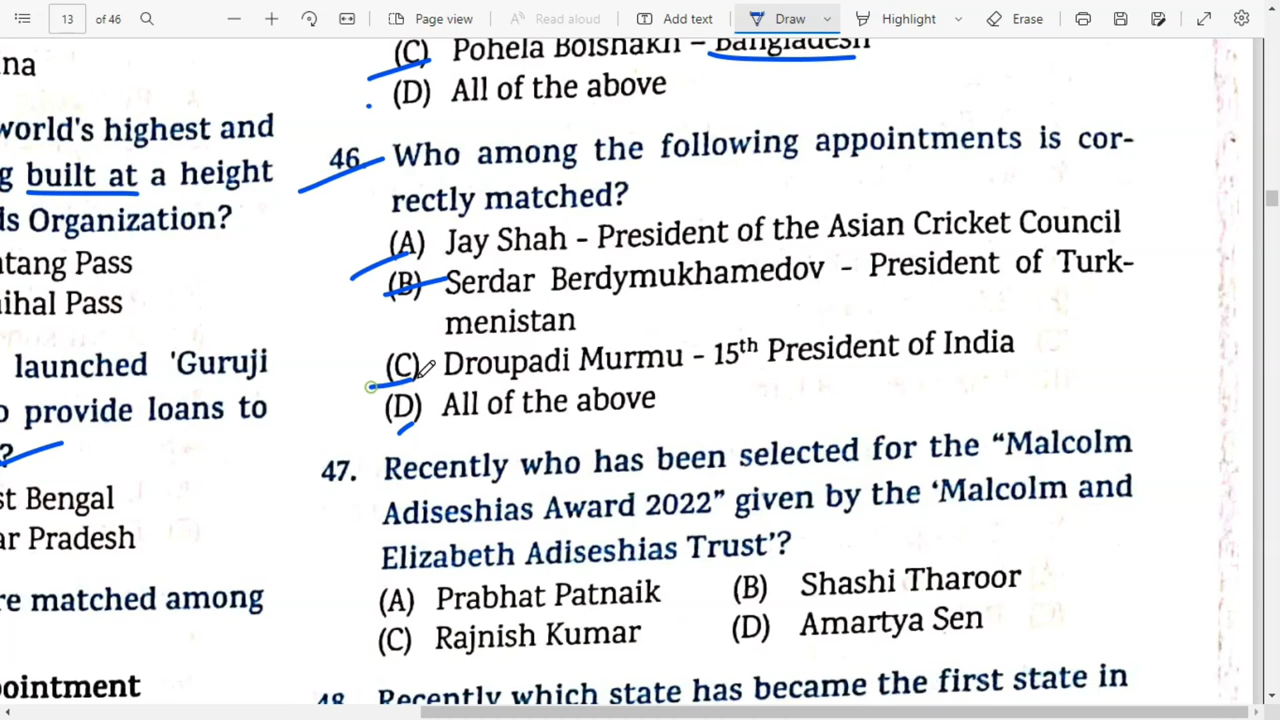 13 of 46 Page view Read aloud Add text Draw Highlight Erase
na
world's highest and
g built at a height
ds Organization?
tang Pass
ihal Pass
launched 'Guruji
o provide loans to
?
st Bengal
ar Pradesh
re matched among
pointment
(C) Pohela Boishakh – Bangladesh
(D) All of the above
46. Who among the following appointments is cor-
rectly matched?
(A) Jay Shah - President of the Asian Cricket Council
(B) Serdar Berdymukhamedov - President of Turk-
menistan
(C) Droupadi Murmu - 15th President of India
(D) All of the above
47. Recently who has been selected for the “Malcolm
Adiseshias Award 2022” given by the ‘Malcolm and
Elizabeth Adiseshias Trust’?
(A) Prabhat Patnaik (B) Shashi Tharoor
(C) Rajnish Kumar (D) Amartya Sen
48. Recently which state has became the first state in